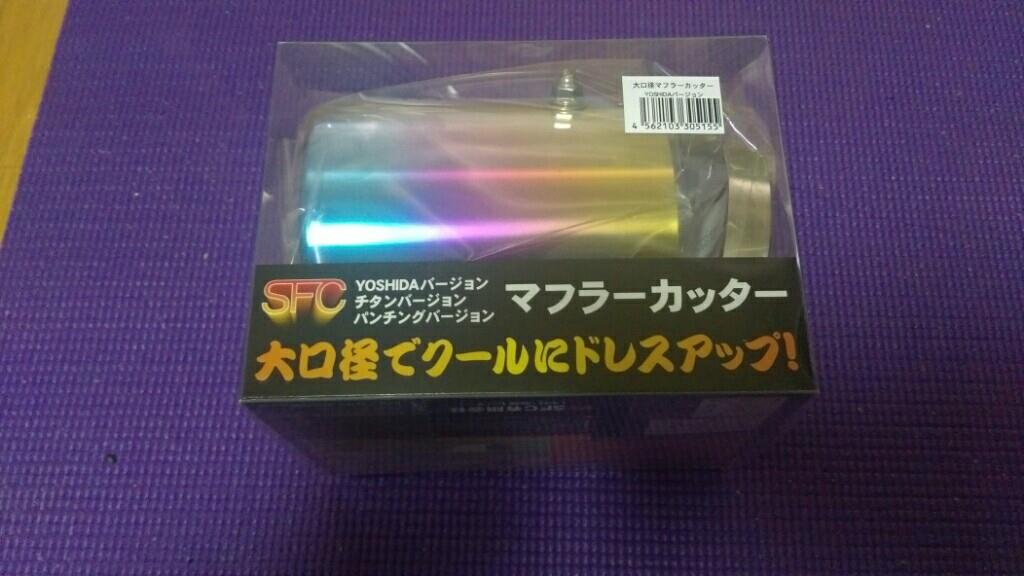 大口径マフラーカッター
YOSHIDAバージョン
4 562103 305155
SFC
YOSHIDAバージョン
チタンバージョン
パンチングバージョン
マフラーカッター
大口径でクールにドレスアップ!